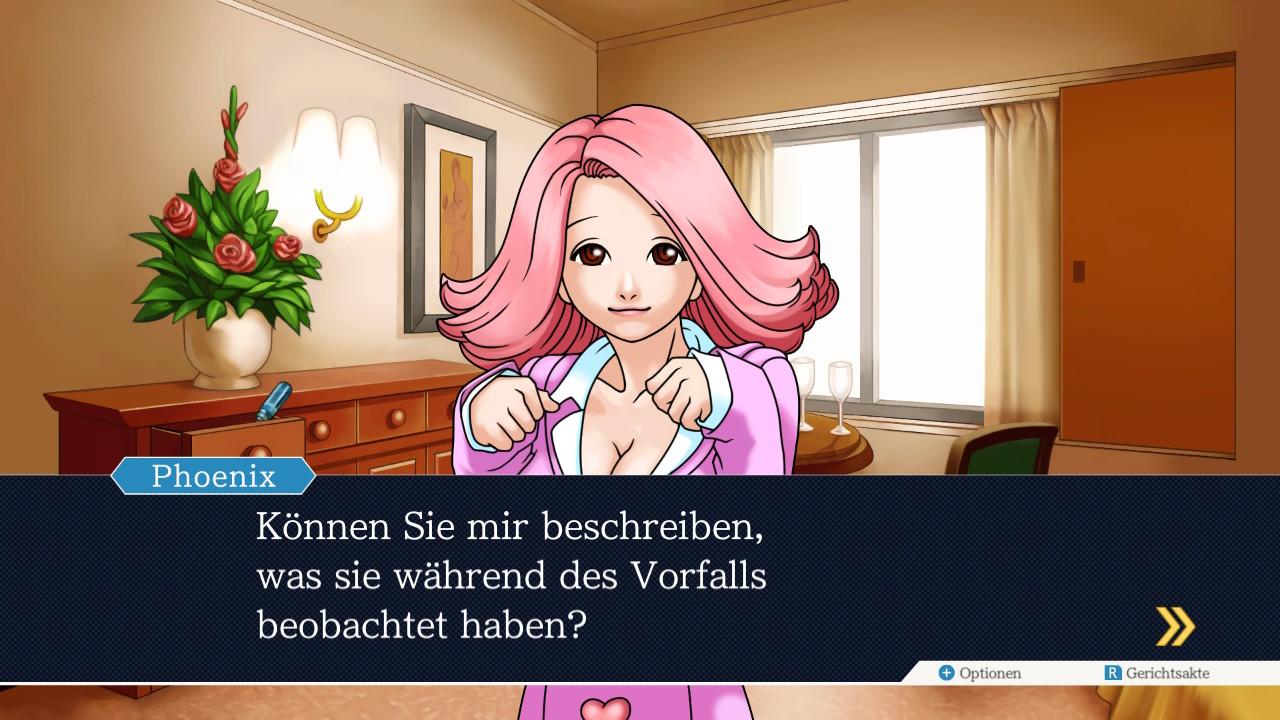 Phoenix
Können Sie mir beschreiben,
was sie während des Vorfalls
beobachtet haben?
+ Optionen
R Gerichtsakte